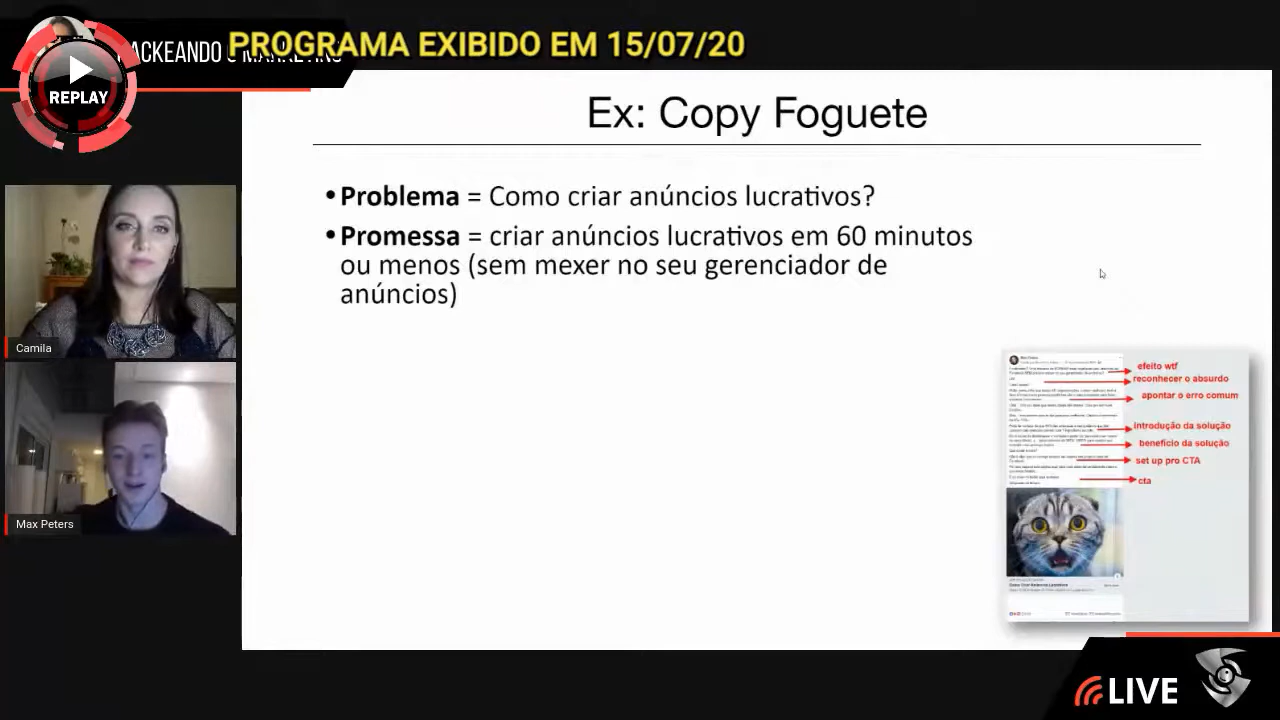 PROGRAMA EXIBIDO EM 15/07/20
REPLAY
Ex: Copy Foguete
•Problema = Como criar anúncios lucrativos?
•Promessa = criar anúncios lucrativos em 60 minutos
ou menos (sem mexer no seu gerenciador de
anúncios)
Camila
Max Peters
efeito wtf
reconhecer o absurdo
apontar o erro comum
introdução da solução
benefício da solução
set up pro CTA
cta
LIVE